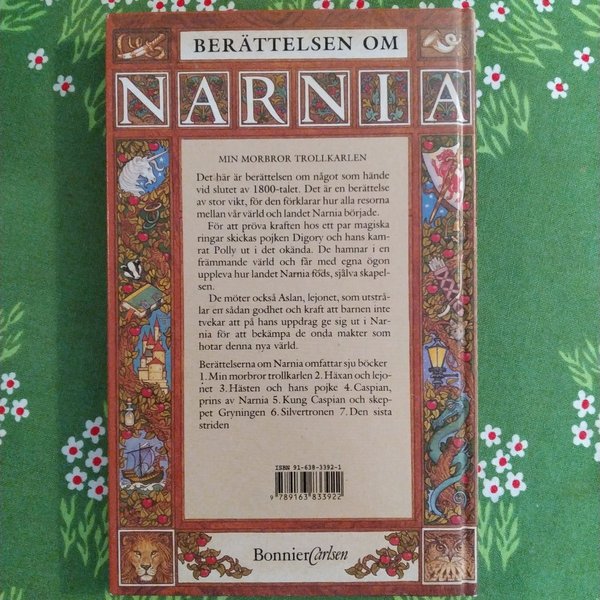 BERÄTTELSEN OM
NARNIA
MIN MORBROR TROLLKARLEN
Det här är berättelsen om något som hände
vid slutet av 1800-talet. Det är en berättelse
av stor vikt, för den förklarar hur alla resorna
mellan vår värld och landet Narnia började.
För att pröva kraften hos ett par magiska
ringar skickas pojken Digory och hans kam-
rat Polly ut i det okända. De hamnar i en
främmande värld och får med egna ögon
uppleva hur landet Narnia föds, själva skapel-
sen.
De möter också Aslan, lejonet, som utstrå-
lar en sådan godhet och kraft att barnen inte
tvekar att på hans uppdrag ge sig ut i Nar-
nia för att bekämpa de onda makter som
hotar denna nya värld.
Berättelserna om Narnia omfattar sju böcker
1. Min morbror trollkarlen 2. Häxan och lejo-
net 3. Hästen och hans pojke 4. Caspian,
prins av Narnia 5. Kung Caspian och skep-
pet Gryningen 6. Silvertronen 7. Den sista
striden
ISBN 91-638-3392-1
9 789163 833922
BonnierCarlsen